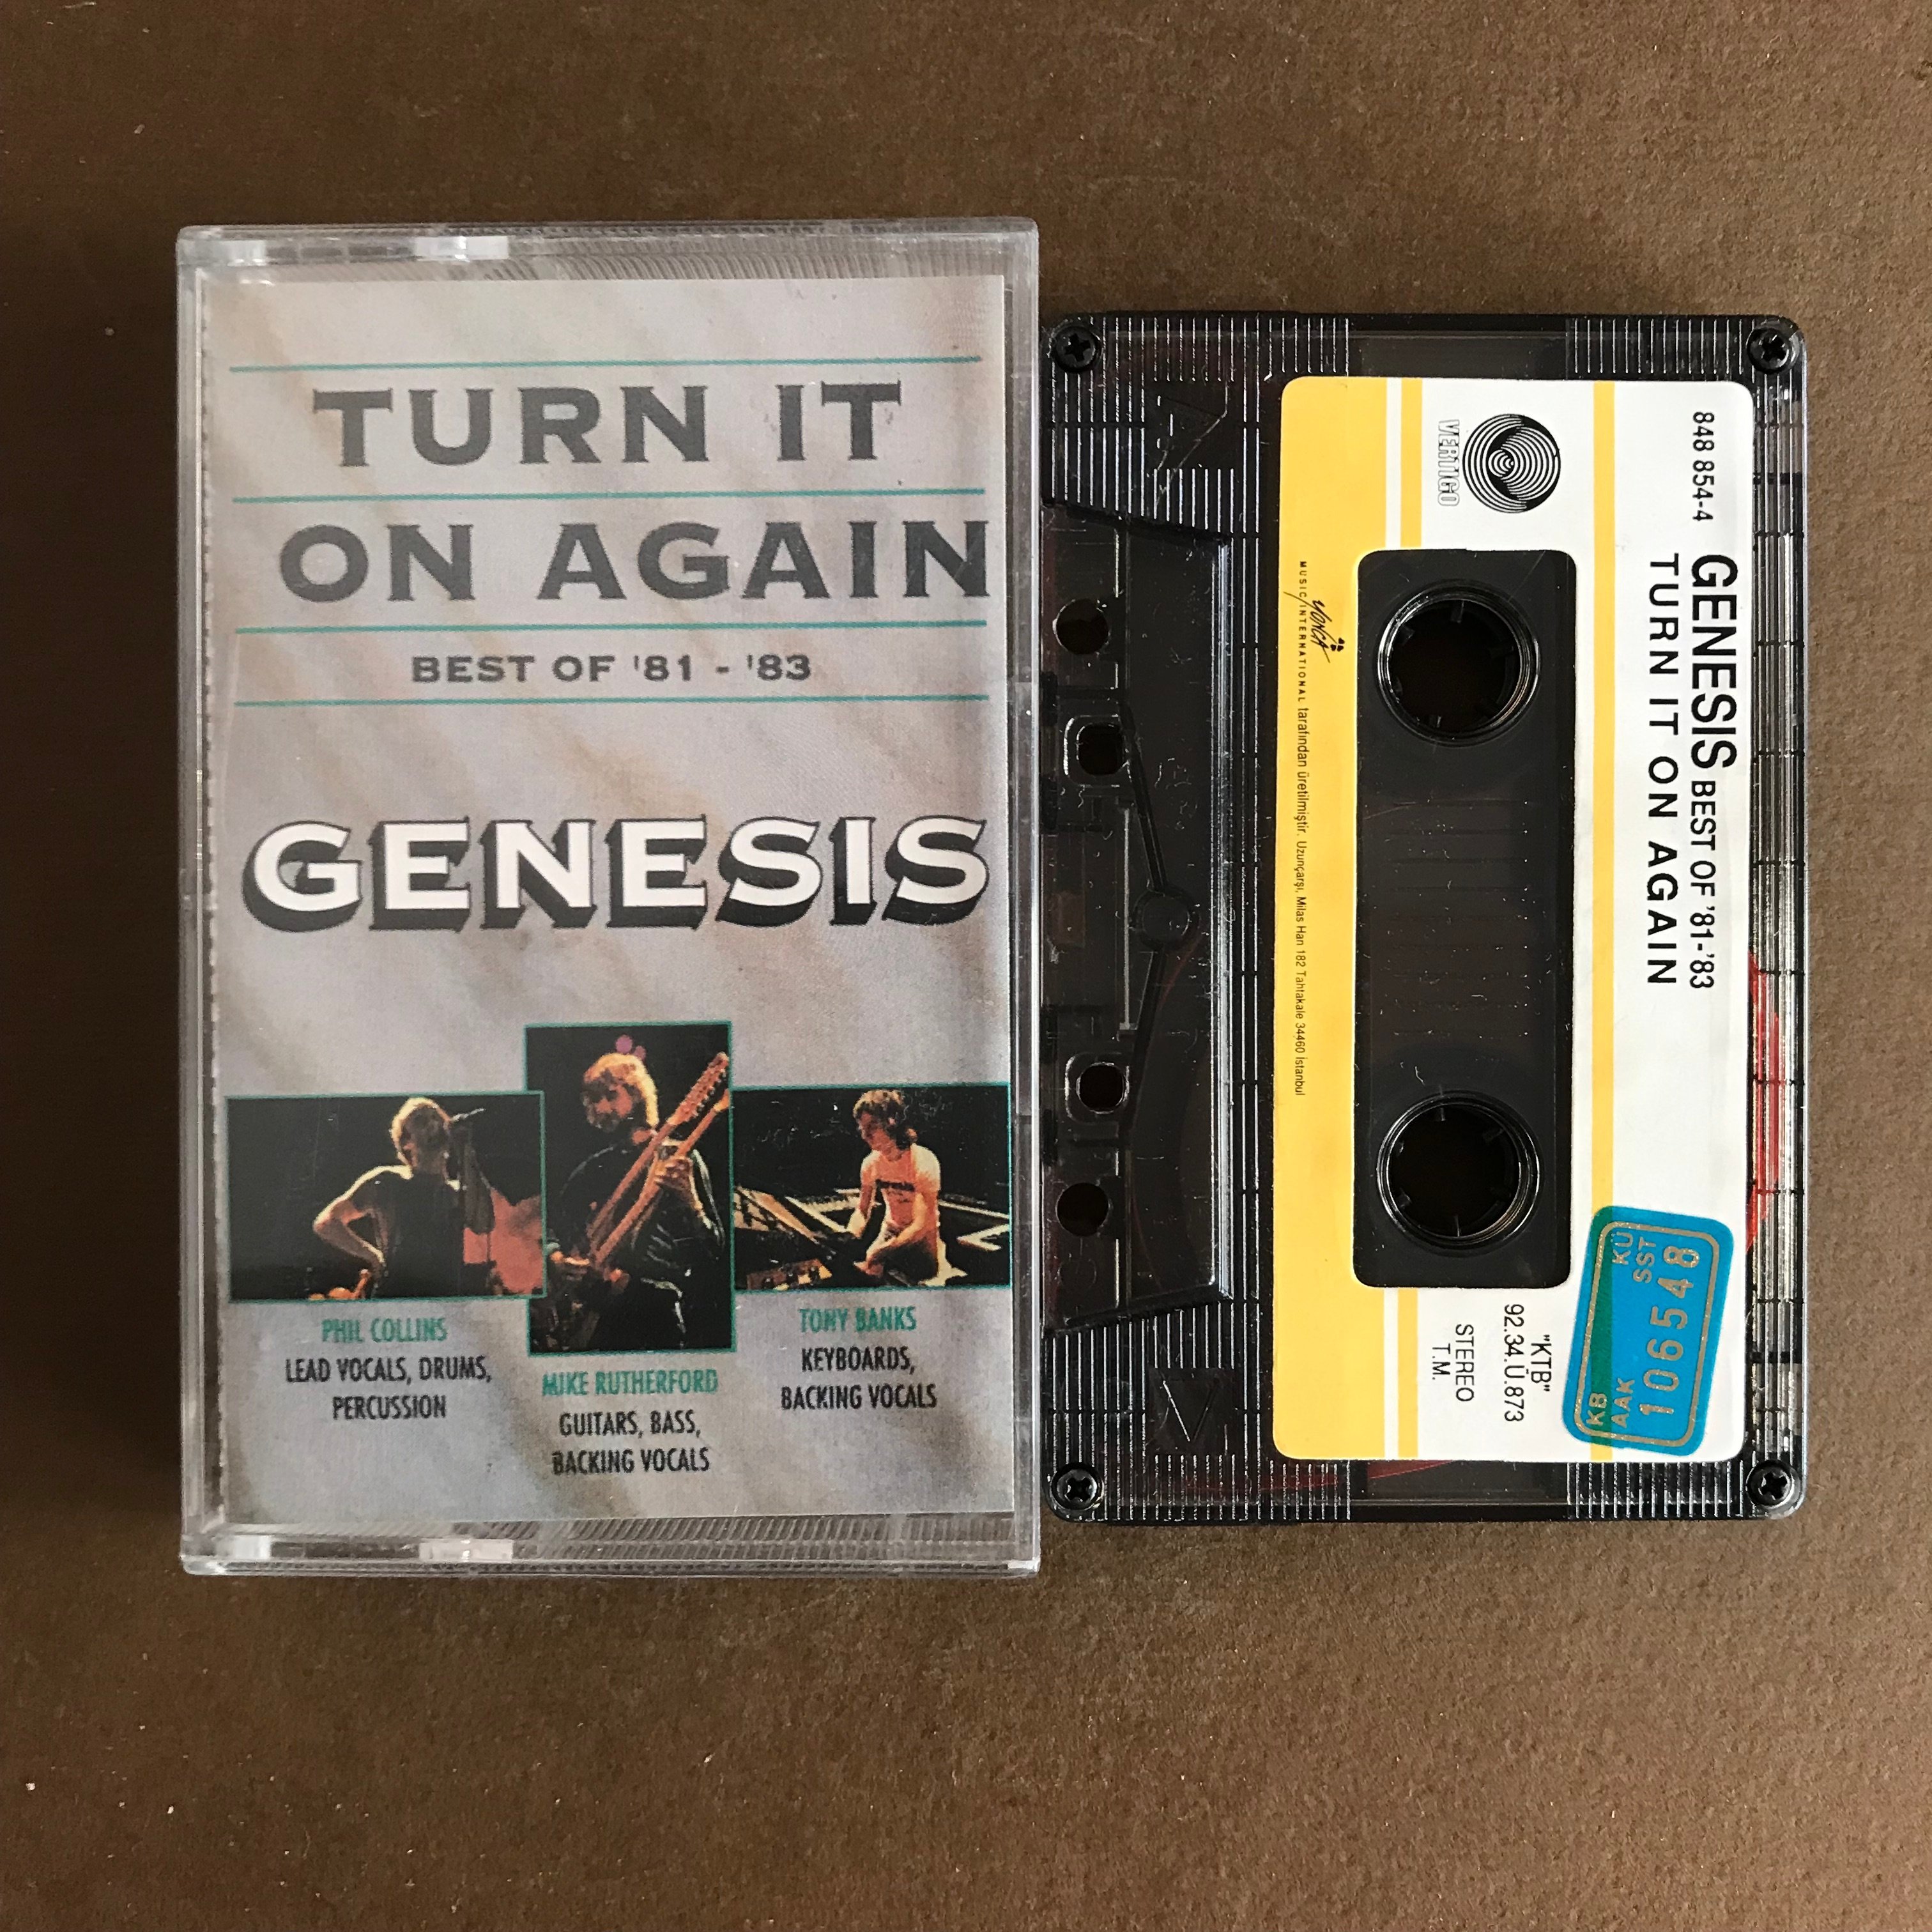 TURN IT
ON AGAIN
BEST OF '81 - '83
GENESIS
PHIL COLLINS
LEAD VOCALS, DRUMS,
PERCUSSION
MIKE RUTHERFORD
GUITARS, BASS,
BACKING VOCALS
TONY BANKS
KEYBOARDS,
BACKING VOCALS
848 854-4
GENESIS BEST OF '81-'83
TURN IT ON AGAIN
VERTIGO
"KTB"
92.34.Ü.873
STEREO
T.M.
KB KÜ
AAK SST
106548
YONCA
MUSIC INTERNATIONAL tarafından üretilmiştir. Uzunçarşı, Milas Han 182 Tahtakale 34460 İstanbul